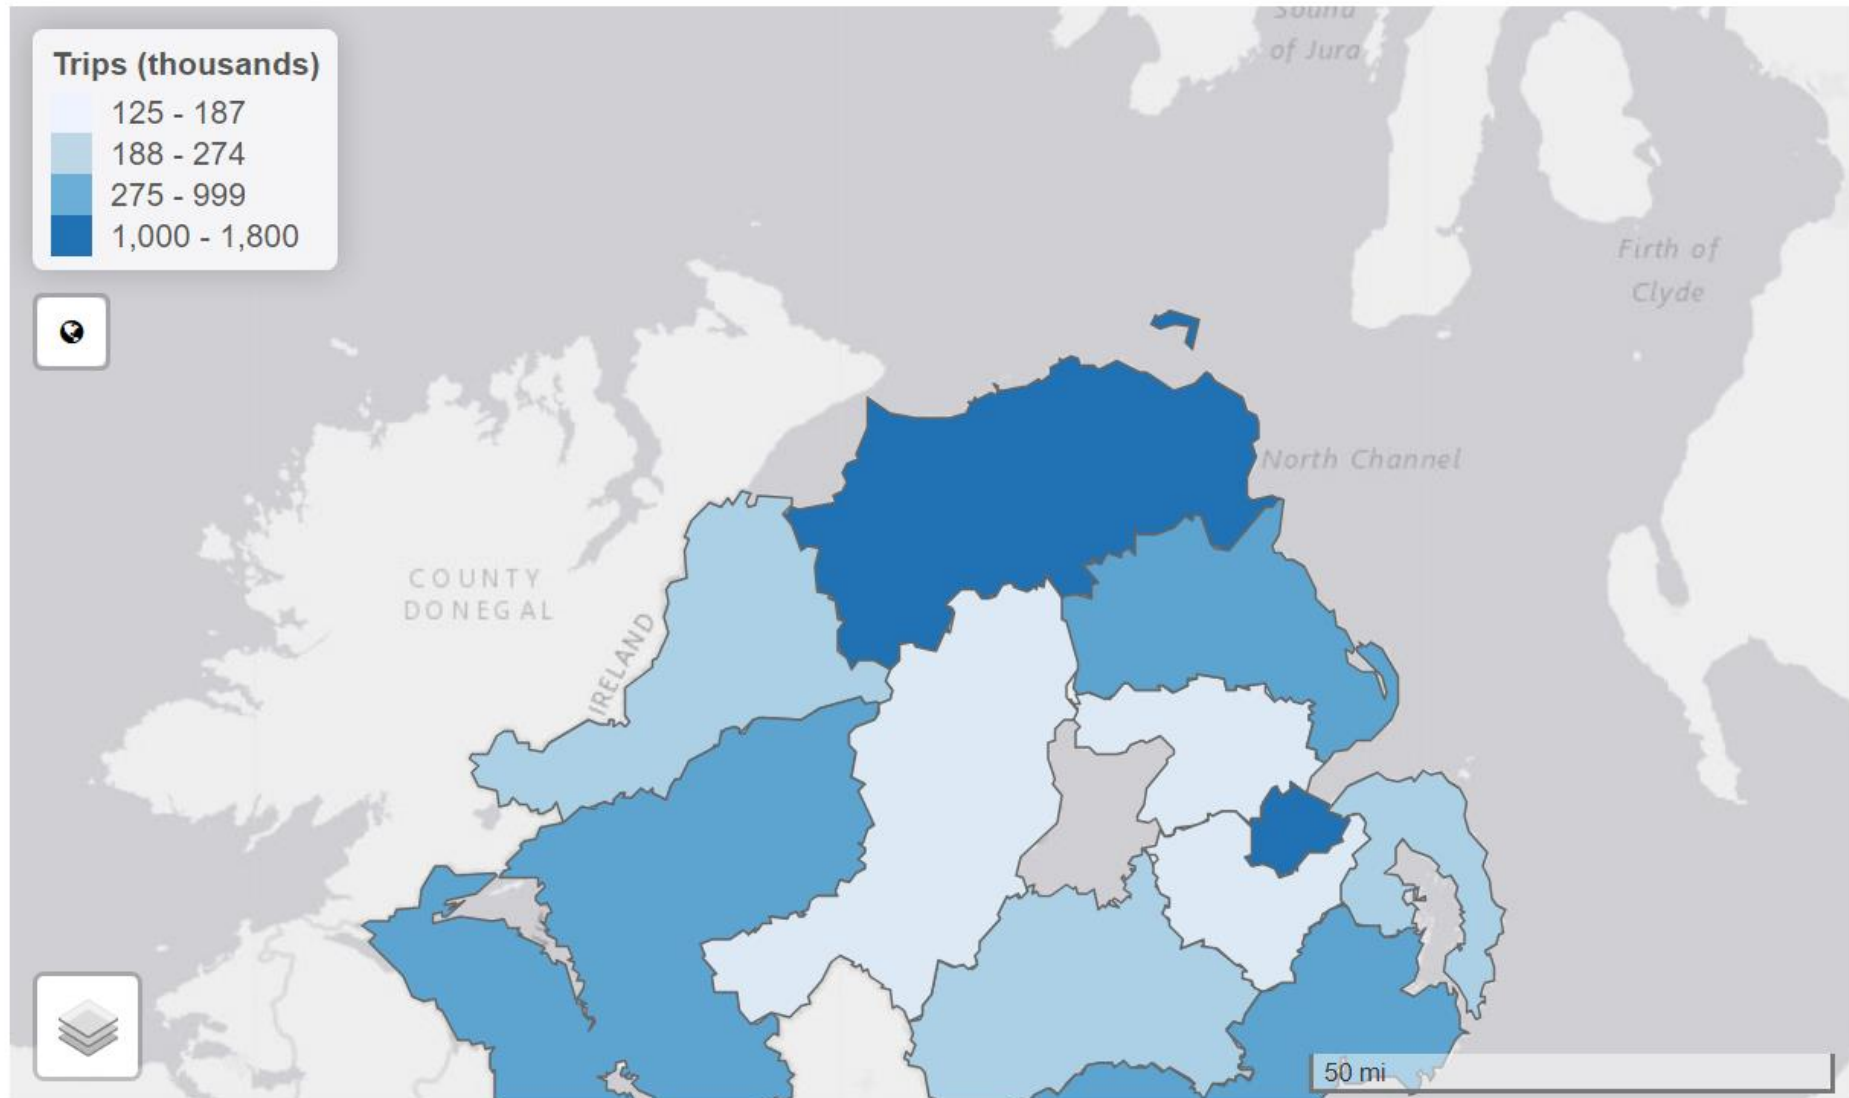 Trips (thousands)
125 - 187
188 - 274
275 - 999
1,000 - 1,800
Sound
of Jura
Firth of
Clyde
North Channel
COUNTY
DONEGAL
IRELAND
50 mi